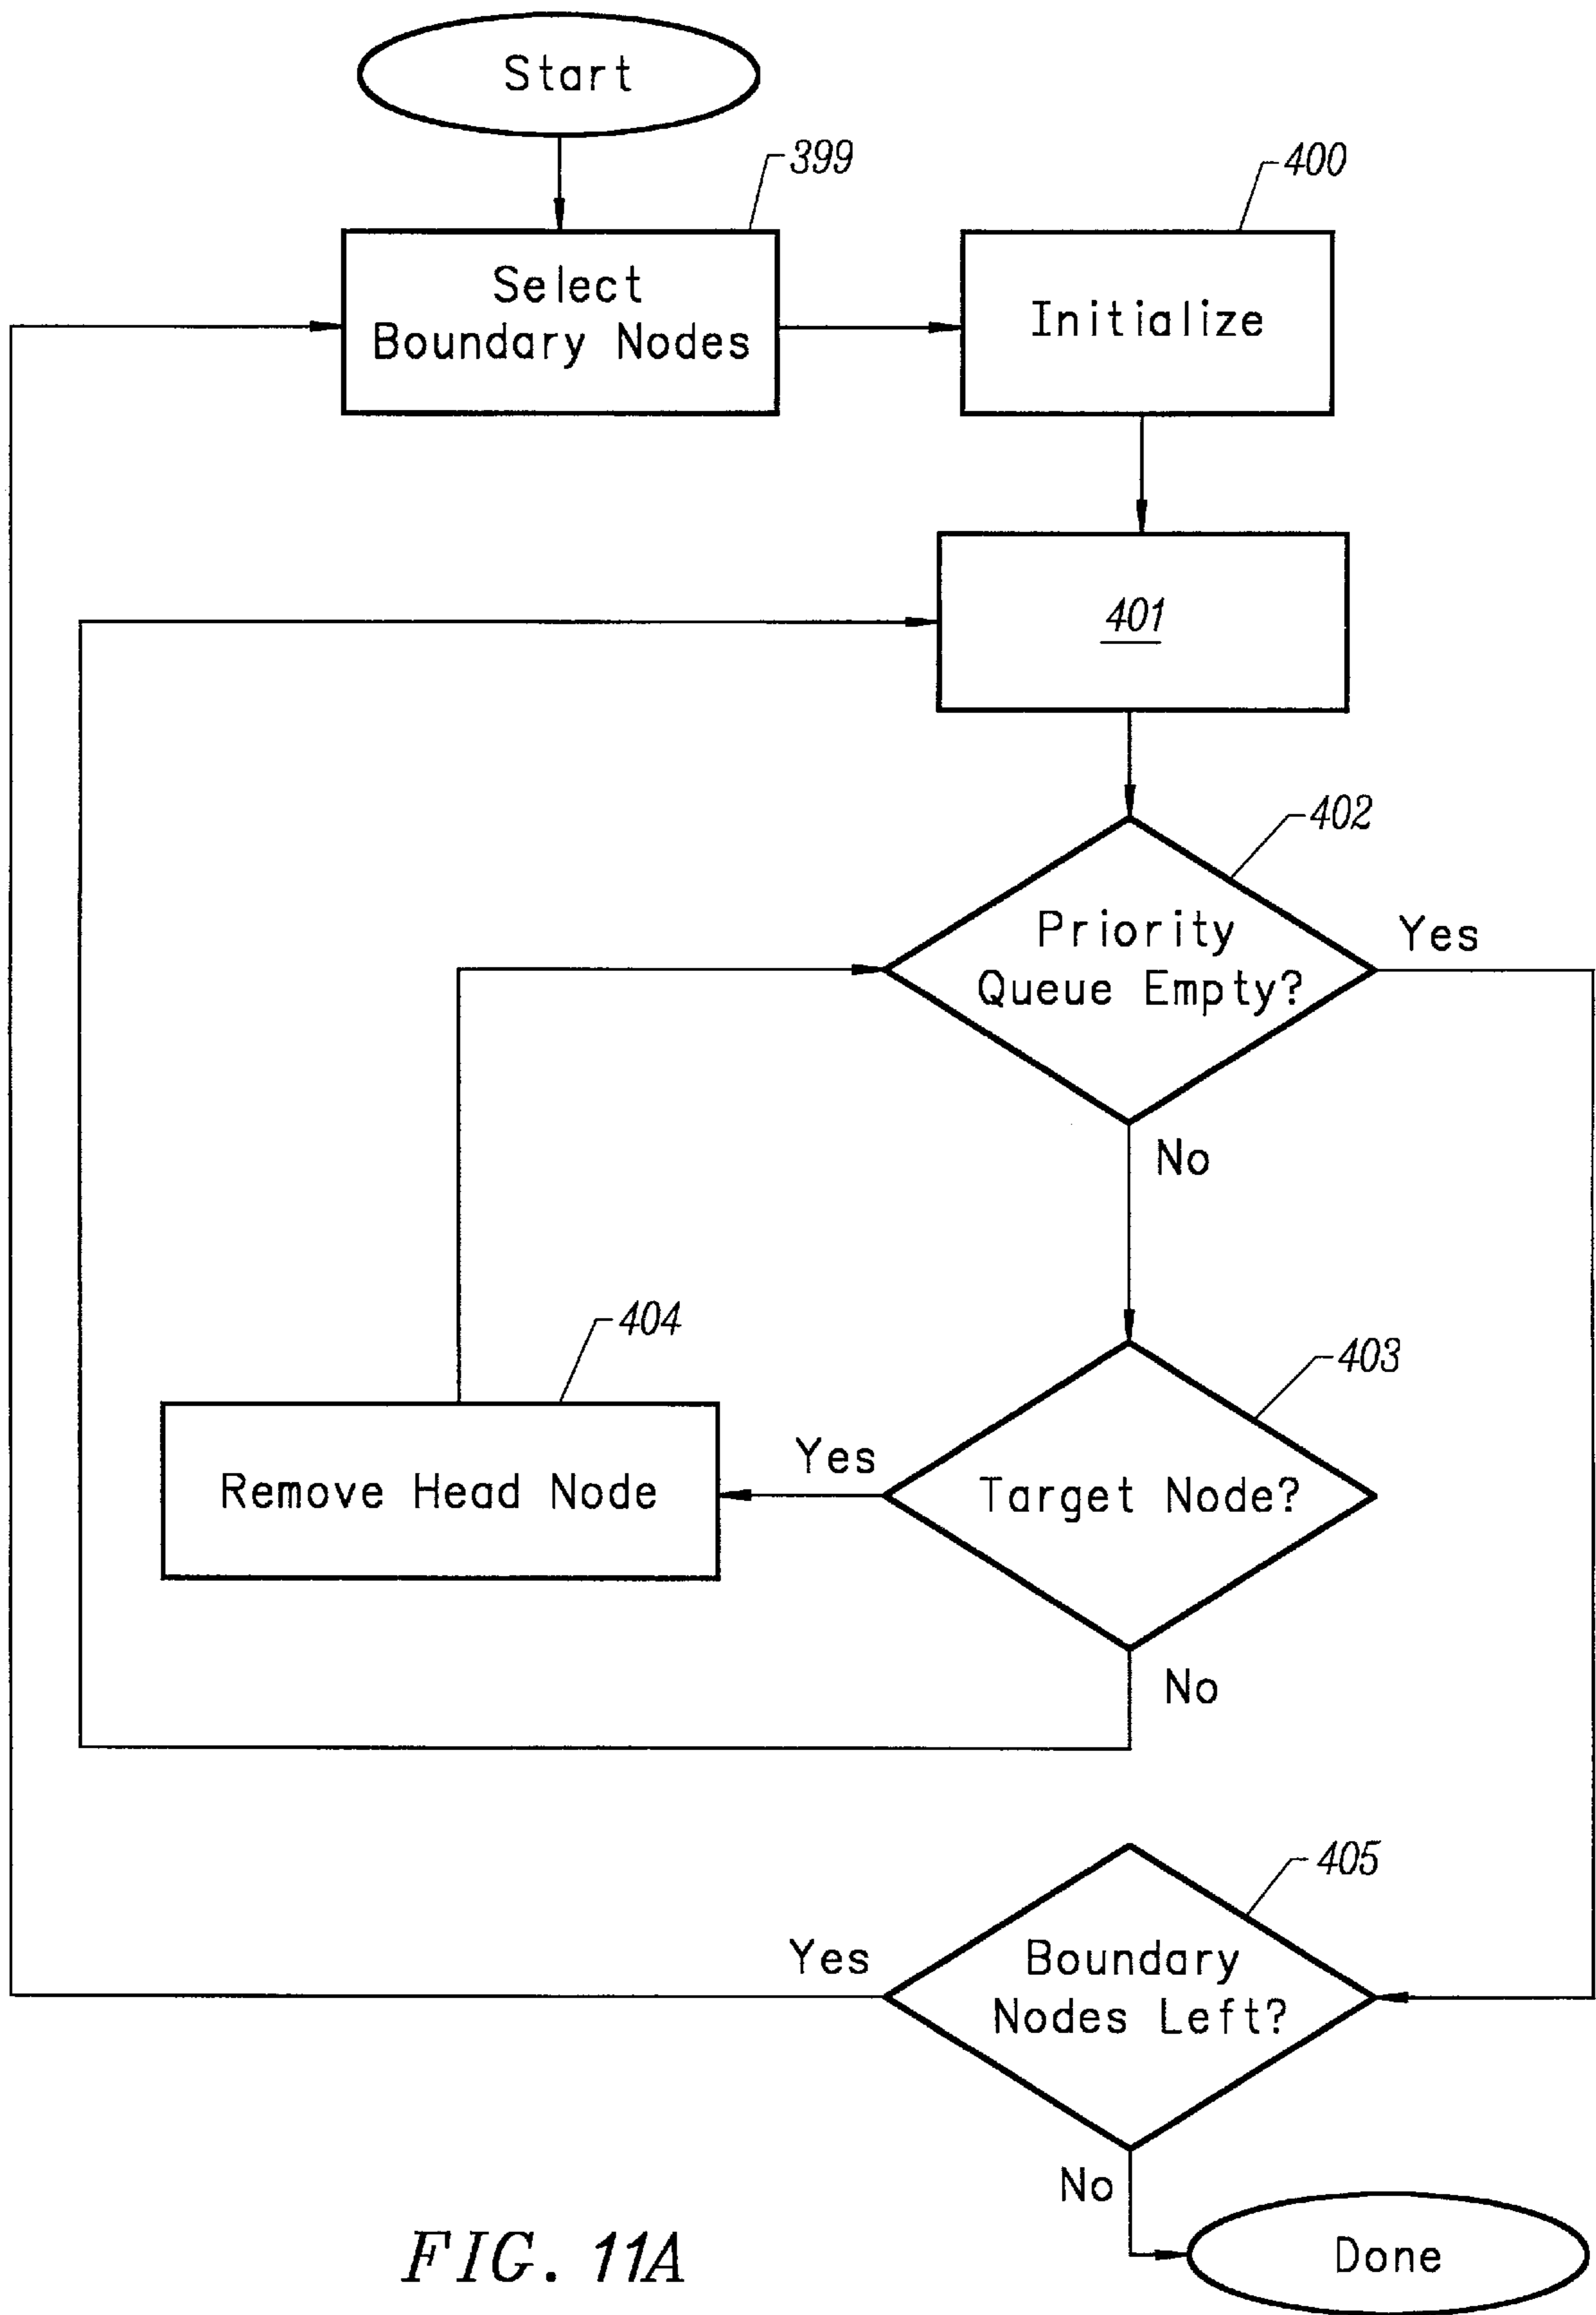 Start
399
Select
Boundary Nodes
400
Initialize
401
402
Priority
Queue Empty?
Yes
No
404
Remove Head Node
Yes
403
Target Node?
No
405
Yes
Boundary
Nodes Left?
No
Done
FIG. 11A